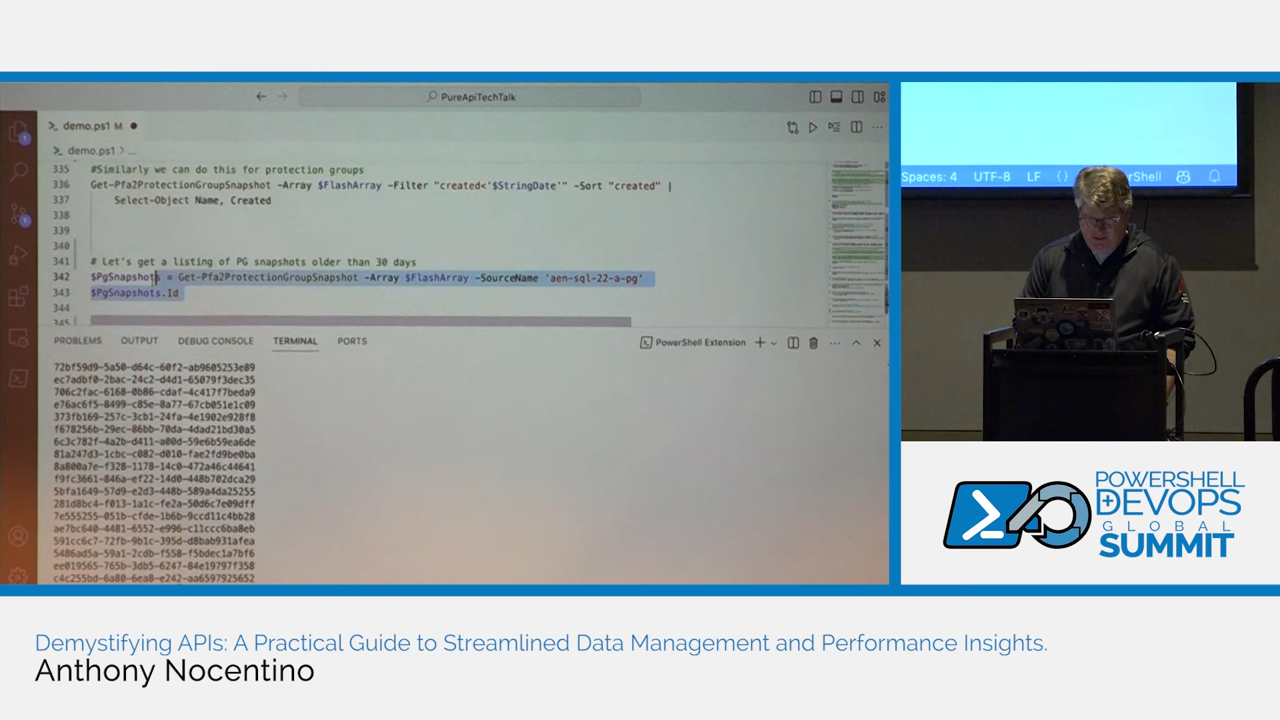 PureApiTechTalk
demo.ps1 M
demo.ps1 > ...
335 #Similarly we can do this for protection groups
336 Get-Pfa2ProtectionGroupSnapshot -Array $FlashArray -Filter "created<'$StringDate'" -Sort "created" |
337 Select-Object Name, Created
338
339
340
341 # Let's get a listing of PG snapshots older than 30 days
342 $PgSnapshots = Get-Pfa2ProtectionGroupSnapshot -Array $FlashArray -SourceName 'aen-sql-22-a-pg'
343 $PgSnapshots.Id
344
345
PROBLEMS OUTPUT DEBUG CONSOLE TERMINAL PORTS PowerShell Extension
72bf59d9-5a50-d64c-60f2-ab9605253e89
ec7adbf0-2bac-24c2-d4d1-65079f3dec35
706c2fac-6168-0b86-cdaf-4c417f7beda9
e76ac6f5-8499-c85e-8a77-67cb051e1c09
373fb169-257c-3cb1-24fa-4e1902e928f8
f678256b-29ec-86bb-70da-4dad21bd30a5
6c3c782f-4a2b-d411-a00d-59e6b59ea6de
81a247d3-1cbc-c082-d010-fae2fd9be0ba
8a800a7e-f328-1178-14c0-472a46c44641
f9fc3661-846a-ef22-14d0-448b702dca29
5bfa1649-57d9-e2d3-448b-589a4da25255
281d8bc4-f013-1a1c-fe2a-50d6c7e09dff
7e555255-051b-cfde-1b6b-9ccd11c4bb28
ae7bc640-4481-6552-e996-c11ccc6ba8eb
591cc6c7-72fb-9b1c-395d-d8bab931afea
5486ad5a-59a1-2cdb-f558-f5bdec1a7bf6
ee019565-765b-3db5-6247-84e19797f358
c4c255bd-6a80-6ea8-e242-aa6597925652
Spaces: 4 UTF-8 LF {} erShell
POWERSHELL
+ DEVOPS
GLOBAL
SUMMIT
Demystifying APIs: A Practical Guide to Streamlined Data Management and Performance Insights.
Anthony Nocentino